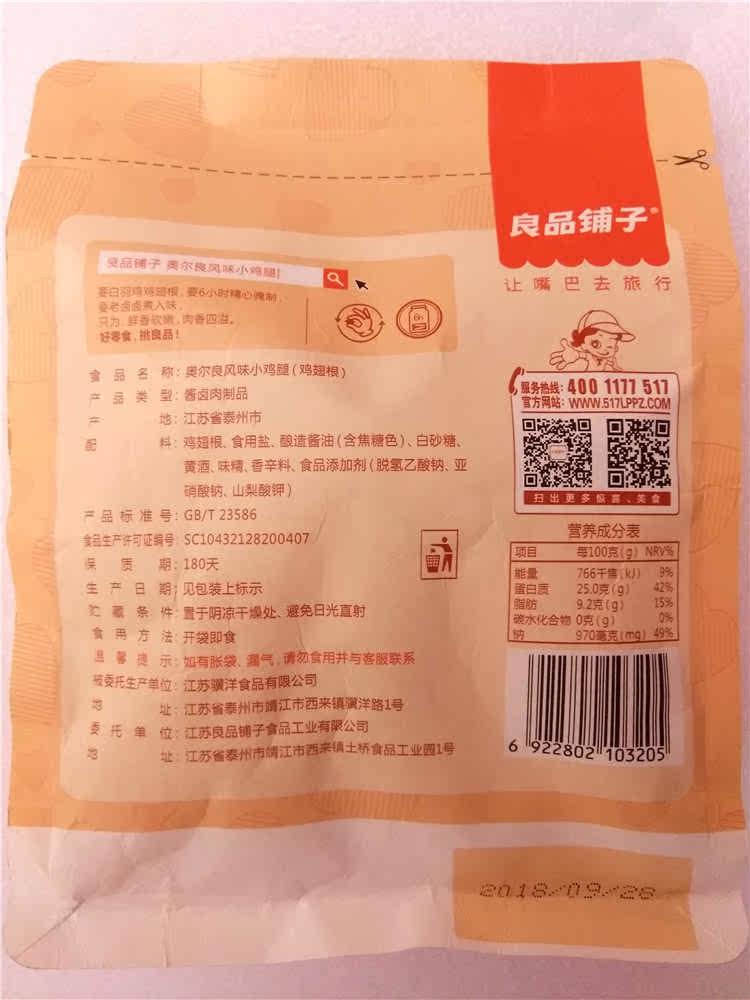 良品铺子®
让嘴巴去旅行
良品铺子 奥尔良风味小鸡腿|
要白羽鸡鸡翅根,要6小时精心腌制,
要老卤卤煮入味,
只为:鲜香软嫩,肉香四溢。
好零食,挑良品!
食品名称:奥尔良风味小鸡腿(鸡翅根)
产品类型:酱卤肉制品
产地:江苏省泰州市
配料:鸡翅根、食用盐、酿造酱油(含焦糖色)、白砂糖、
黄酒、味精、香辛料、食品添加剂(脱氢乙酸钠、亚
硝酸钠、山梨酸钾)
产品标准号:GB/T 23586
食品生产许可证编号:SC10432128200407
保质期:180天
生产日期:见包装上标示
贮藏条件:置于阴凉干燥处、避免日光直射
食用方法:开袋即食
温馨提示:如有胀袋、漏气,请勿食用并与客服联系
被委托生产单位:江苏骥洋食品有限公司
地址:江苏省泰州市靖江市西来镇骥洋路1号
委托单位:江苏良品铺子食品工业有限公司
地址:江苏省泰州市靖江市西来镇土桥食品工业园1号
服务热线:400 1177 517
官方网站:WWW.517LPPZ.COM
扫出更多惊喜、美食
营养成分表
项目 每100克(g) NRV%
能量 766千焦(kJ) 9%
蛋白质 25.0克(g) 42%
脂肪 9.2克(g) 15%
碳水化合物 0克(g) 0%
钠 970毫克(mg) 49%
6 922802 103205
2018/09/28